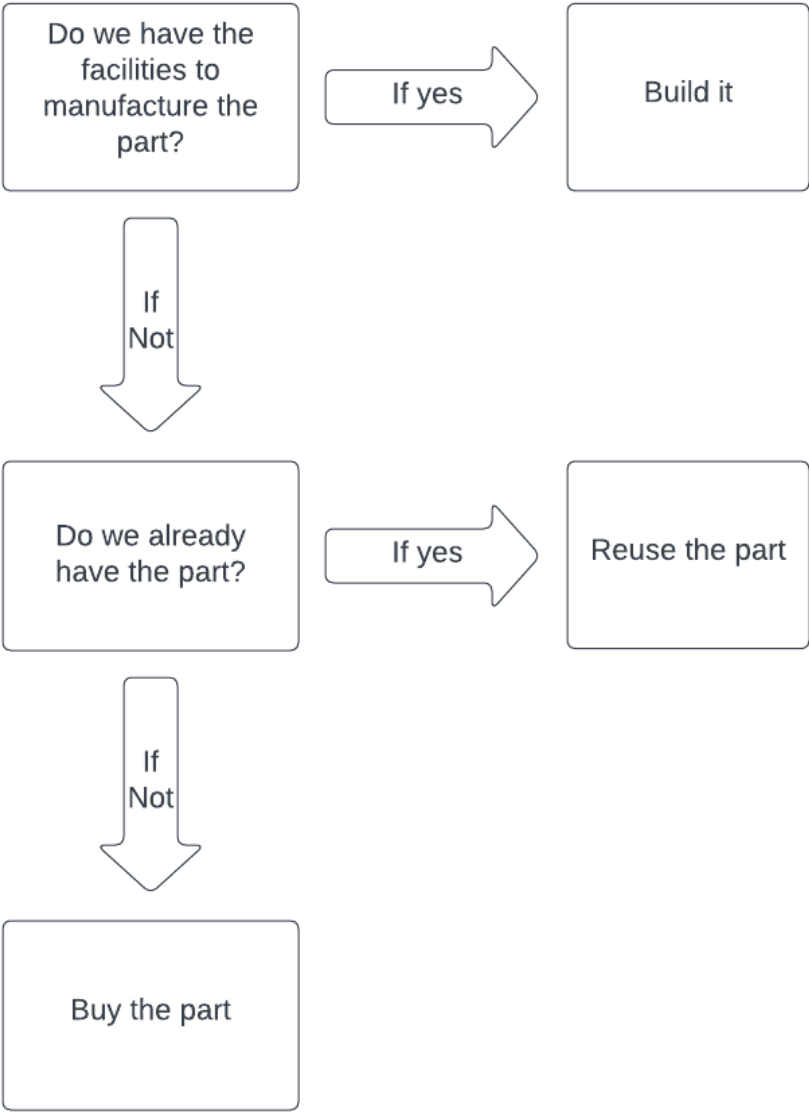 Do we have the
facilities to
manufacture the
part?
If yes
Build it
If
Not
Do we already
have the part?
If yes
Reuse the part
If
Not
Buy the part